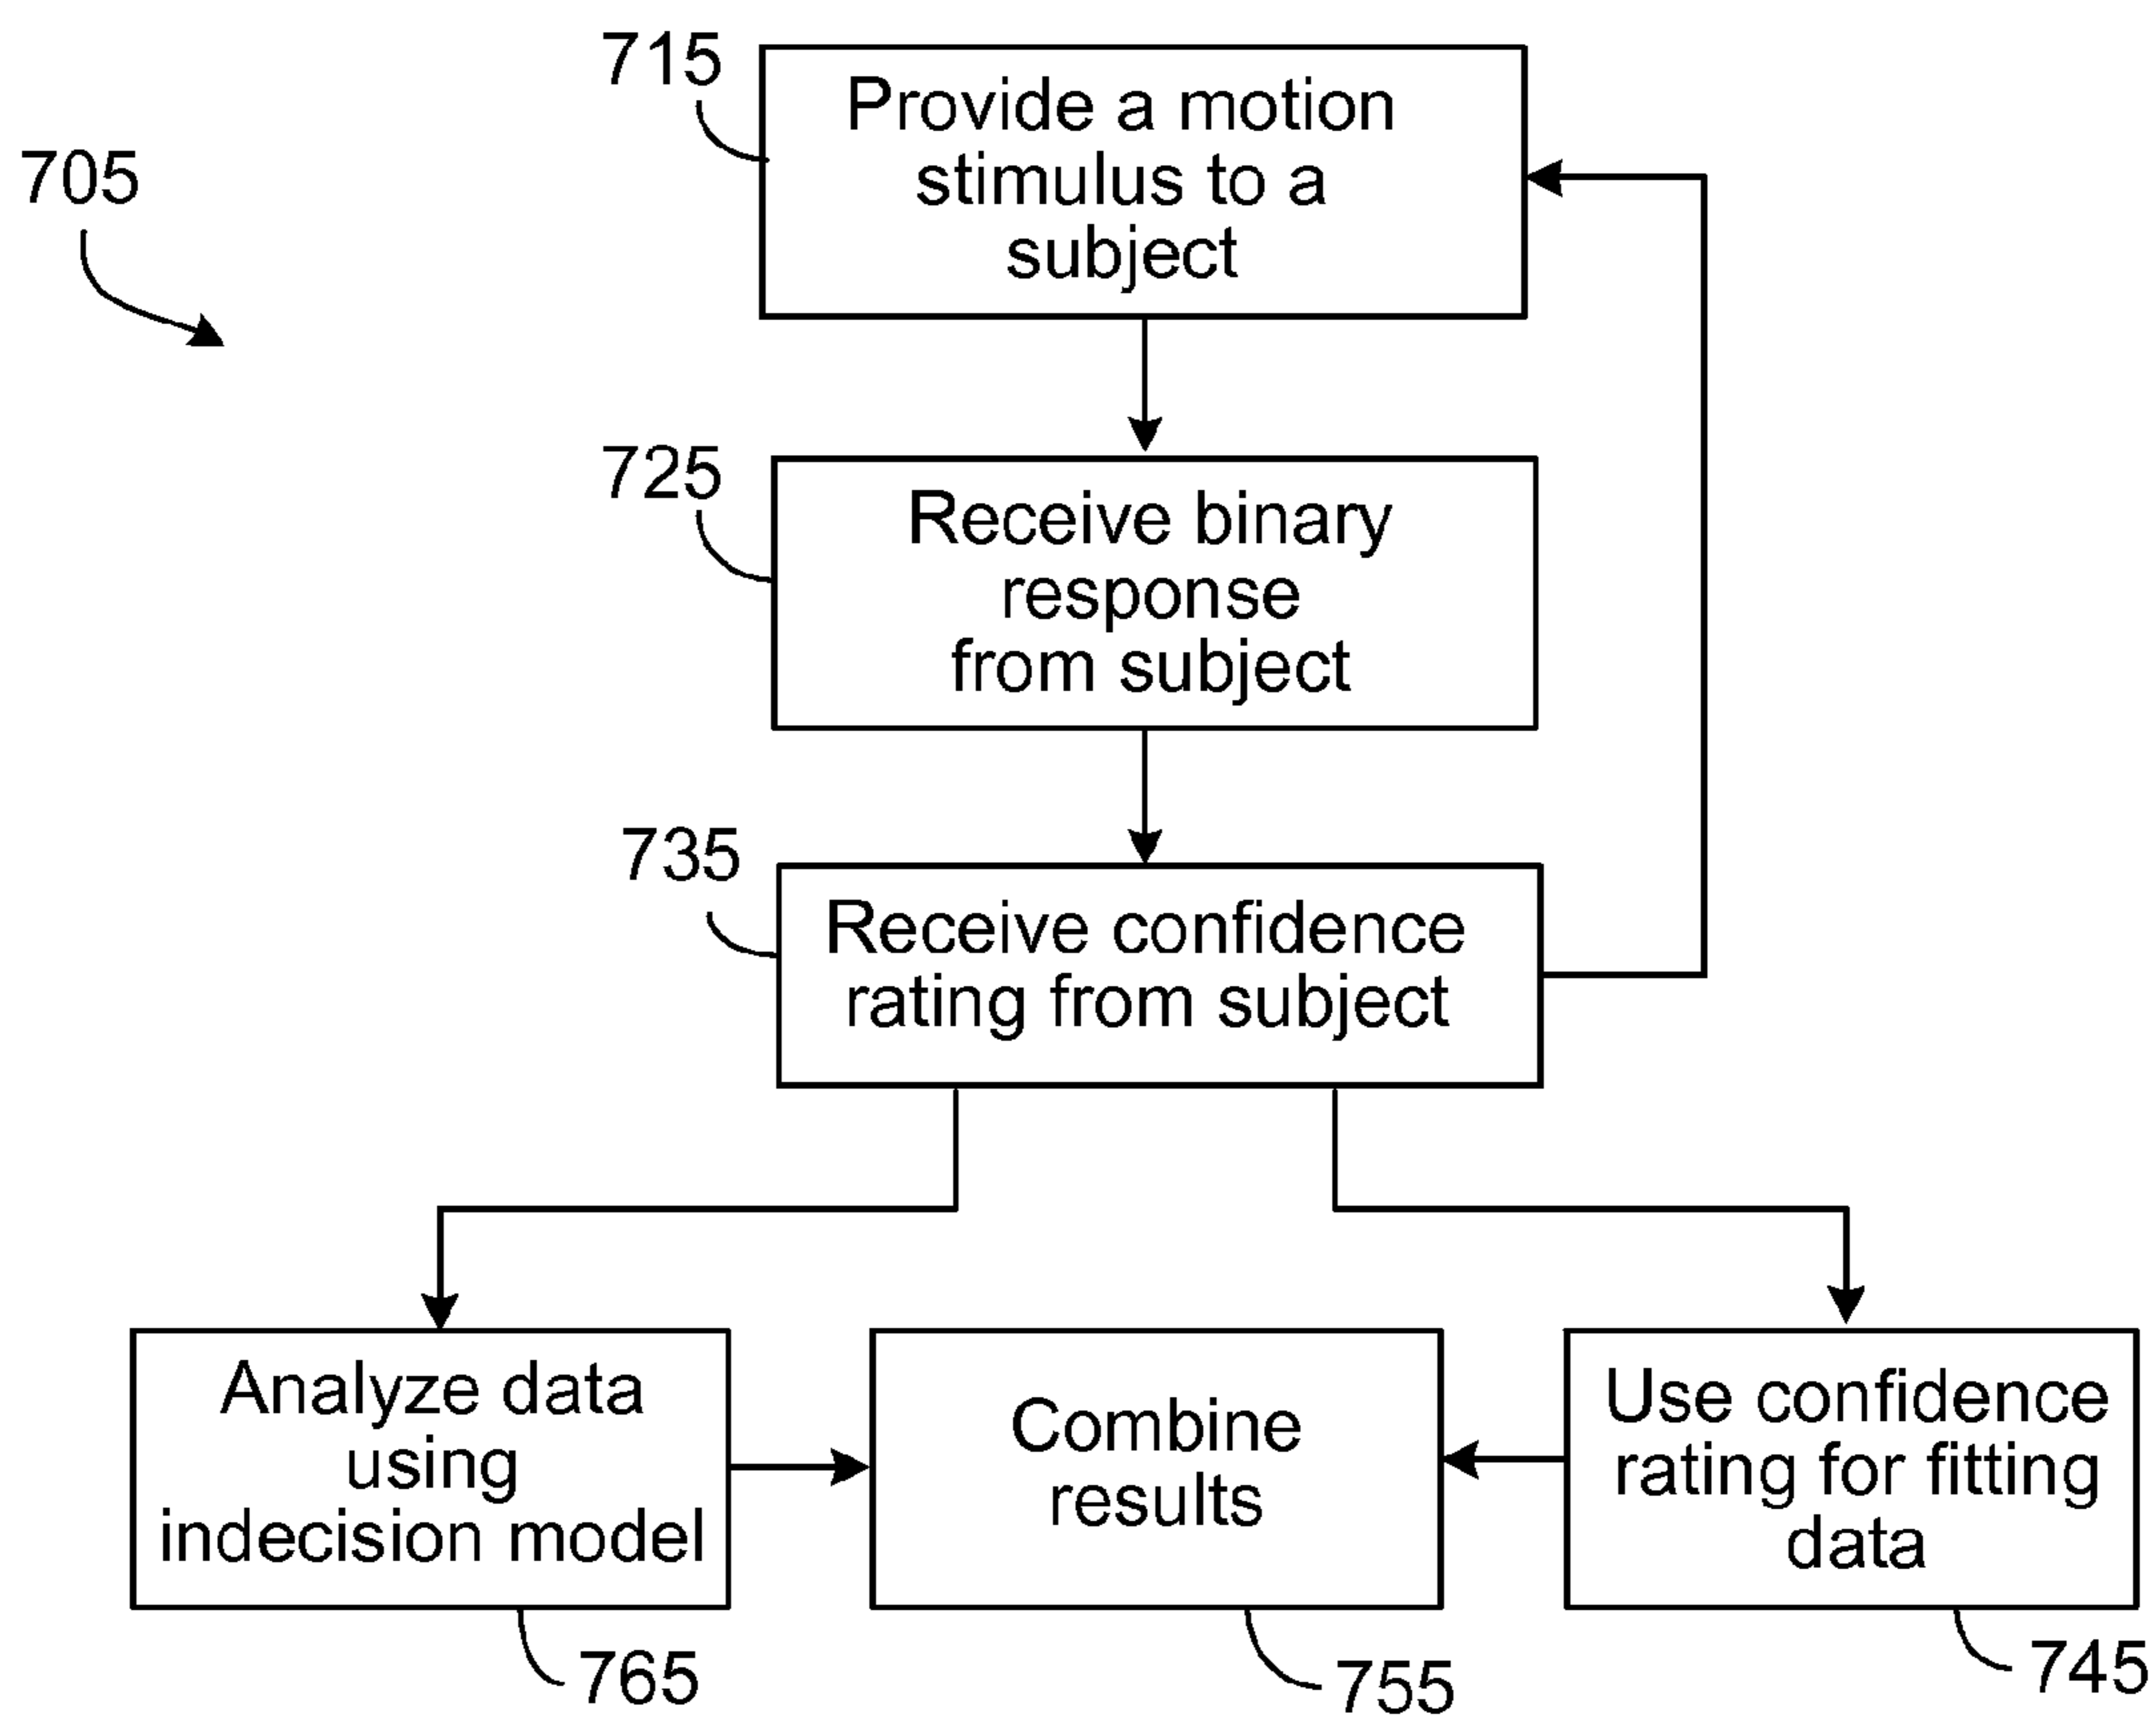 715
Provide a motion
stimulus to a
subject
705
725
Receive binary
response
from subject
735
Receive confidence
rating from subject
Analyze data
using
indecision model
765
Combine
results
755
Use confidence
rating for fitting
data
745